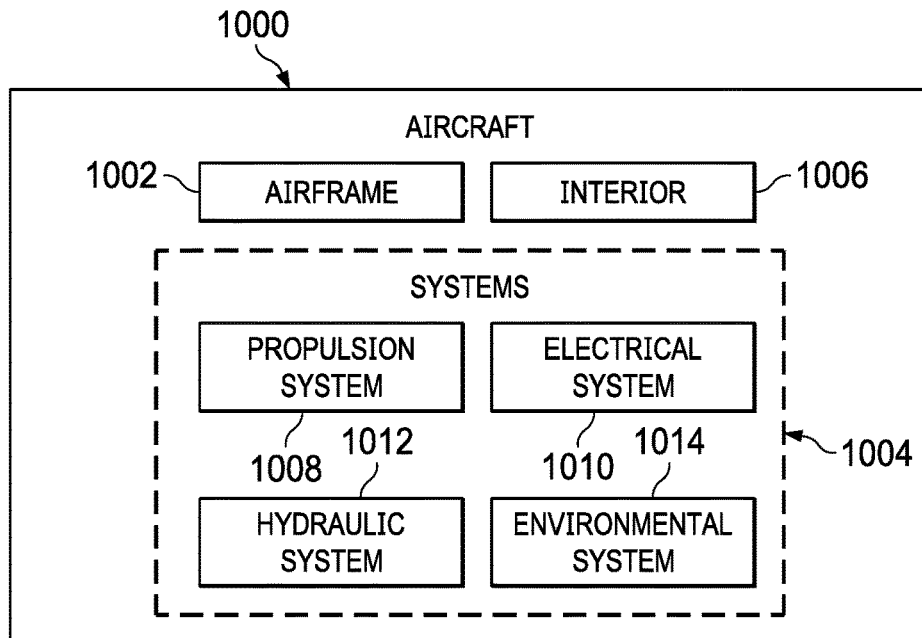 1000
AIRCRAFT
1002
AIRFRAME
INTERIOR
1006
SYSTEMS
PROPULSION
SYSTEM
ELECTRICAL
SYSTEM
1008
1012
1010
1014
1004
HYDRAULIC
SYSTEM
ENVIRONMENTAL
SYSTEM